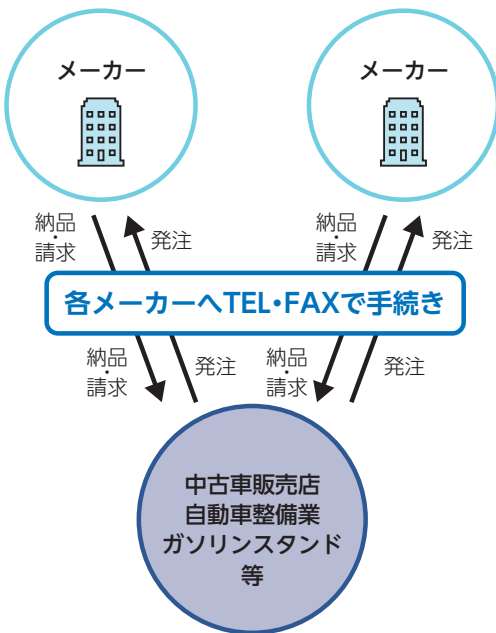 メーカー
メーカー
納品・請求
発注
納品・請求
発注
各メーカーへTEL・FAXで手続き
納品・請求
発注
納品・請求
発注
中古車販売店
自動車整備業
ガソリンスタンド
等